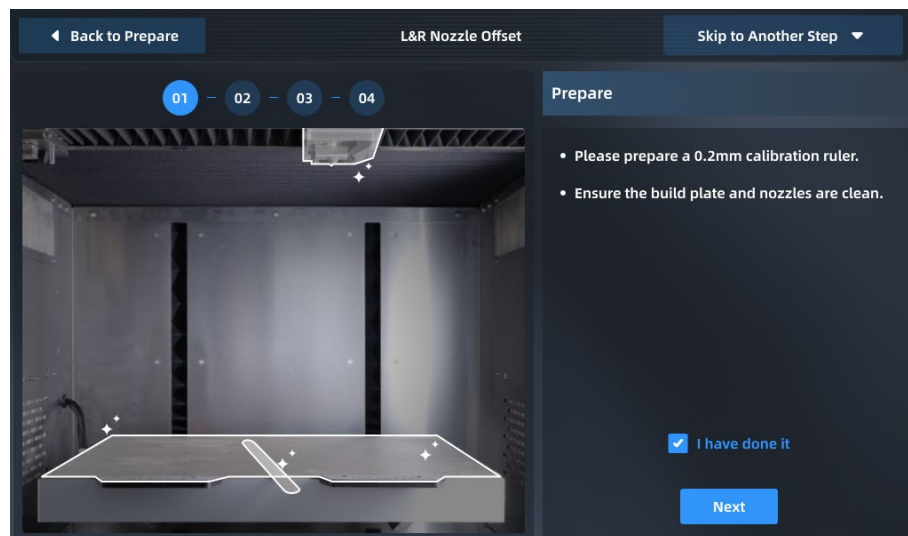 Back to Prepare
L&R Nozzle Offset
Skip to Another Step
01
02
03
04
Prepare
• Please prepare a 0.2mm calibration ruler.
• Ensure the build plate and nozzles are clean.
I have done it
Next